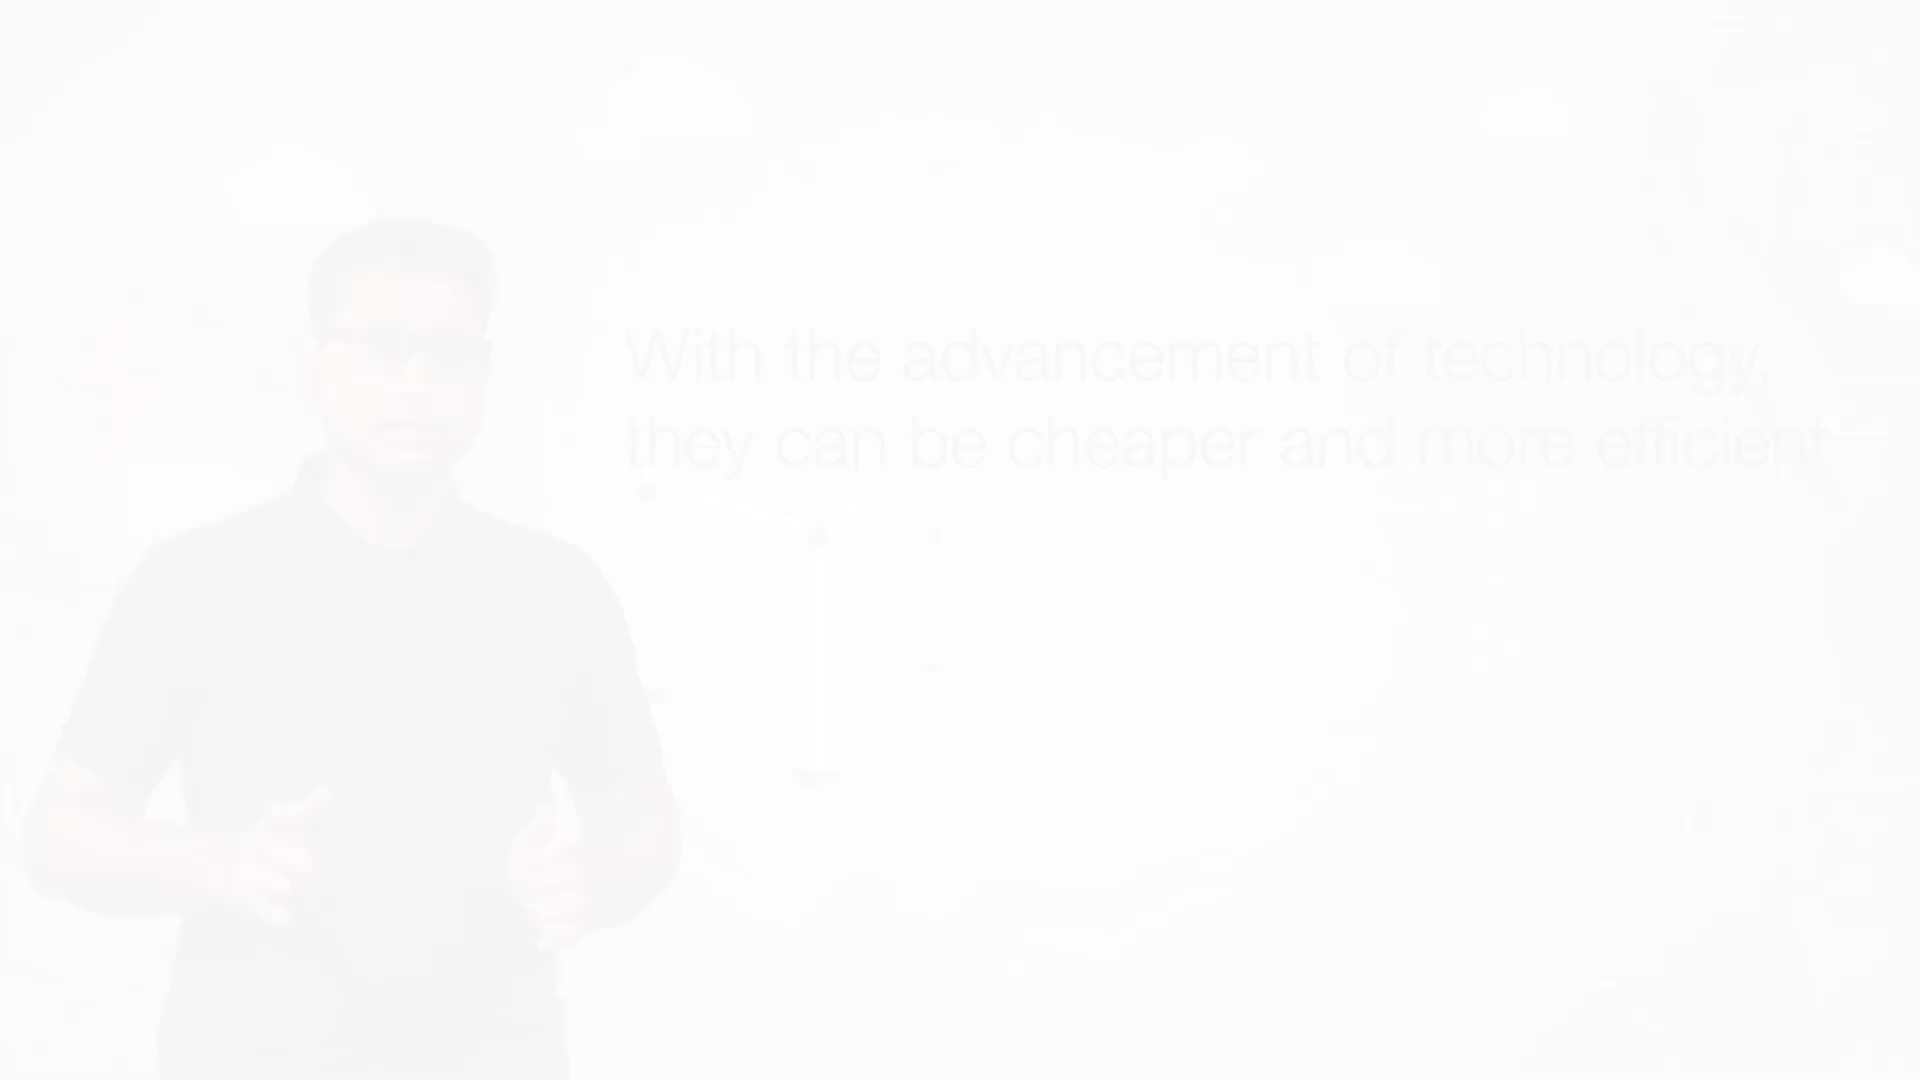 With the advancement of technology,
they can be cheaper and more efficient